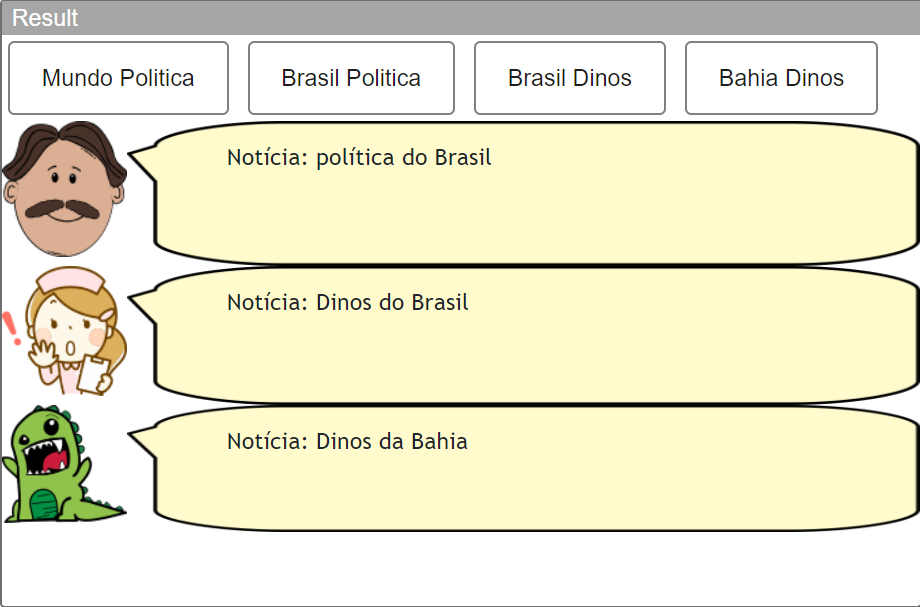 Result
Mundo Politica Brasil Politica Brasil Dinos Bahia Dinos
Notícia: política do Brasil
Notícia: Dinos do Brasil
Notícia: Dinos da Bahia